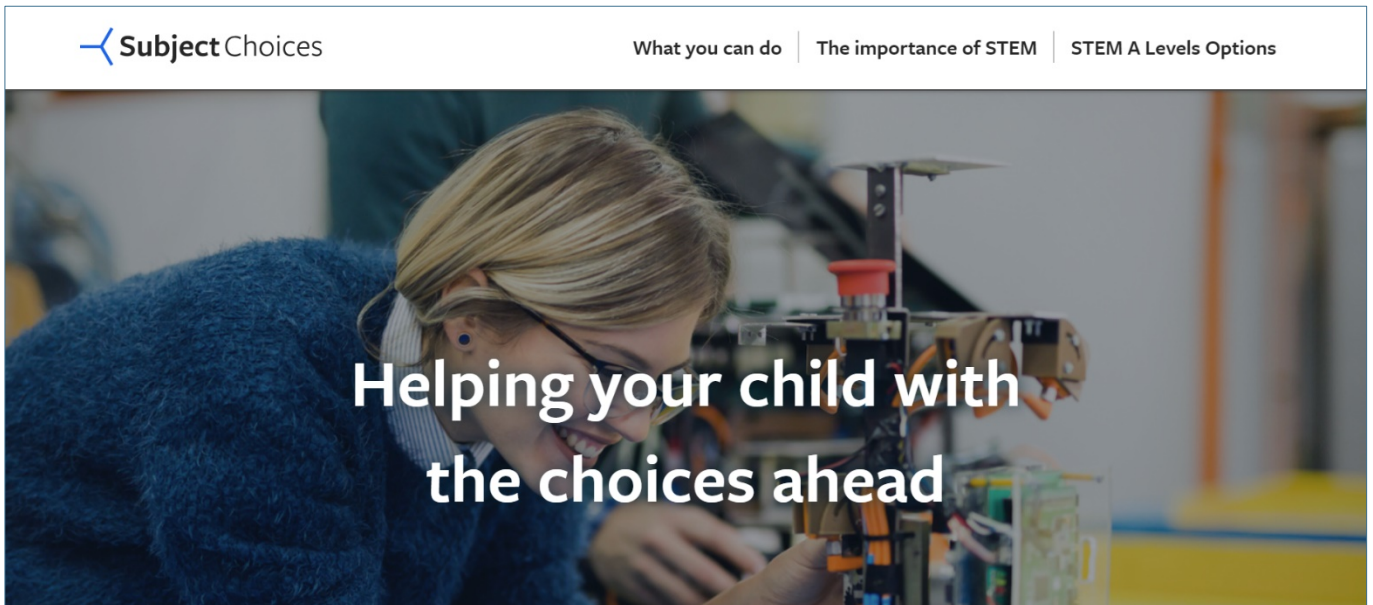 Subject Choices
What you can do
The importance of STEM
STEM A Levels Options
Helping your child with
the choices ahead